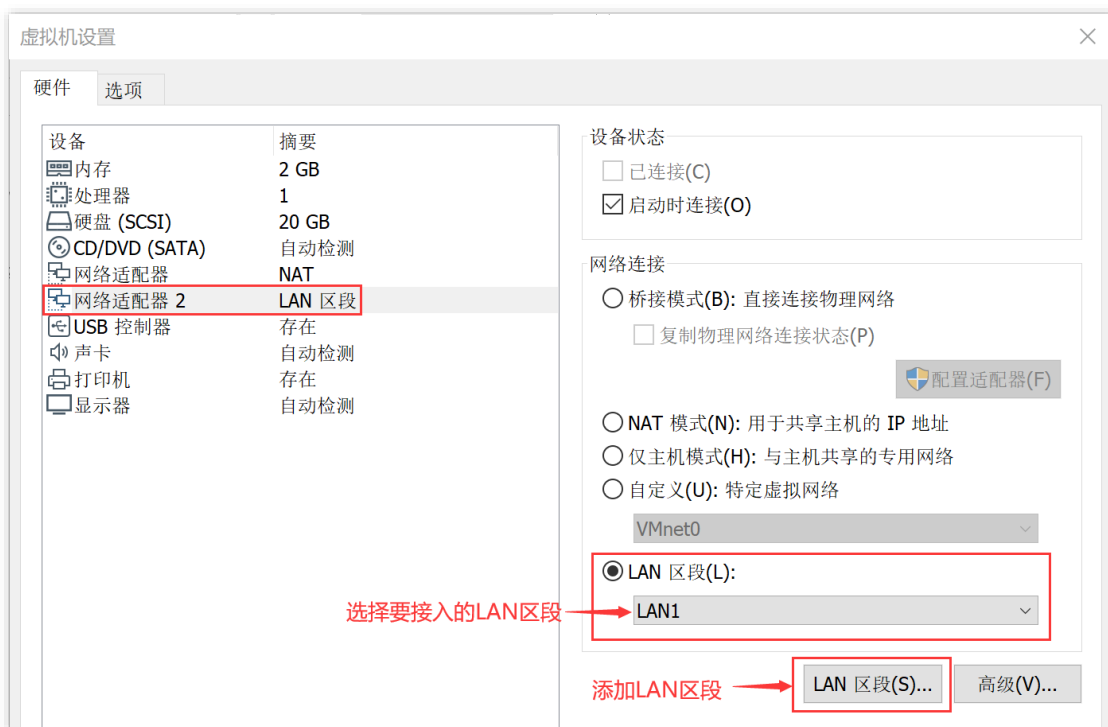 虚拟机设置
硬件 选项
设备 摘要
内存 2 GB
处理器 1
硬盘 (SCSI) 20 GB
CD/DVD (SATA) 自动检测
网络适配器 NAT
网络适配器 2 LAN 区段
USB 控制器 存在
声卡 自动检测
打印机 存在
显示器 自动检测
设备状态
已连接(C)
启动时连接(O)
网络连接
桥接模式(B): 直接连接物理网络
复制物理网络连接状态(P)
配置适配器(F)
NAT 模式(N): 用于共享主机的 IP 地址
仅主机模式(H): 与主机共享的专用网络
自定义(U): 特定虚拟网络
VMnet0
LAN 区段(L):
选择要接入的LAN区段 LAN1
添加LAN区段 LAN 区段(S)... 高级(V)...